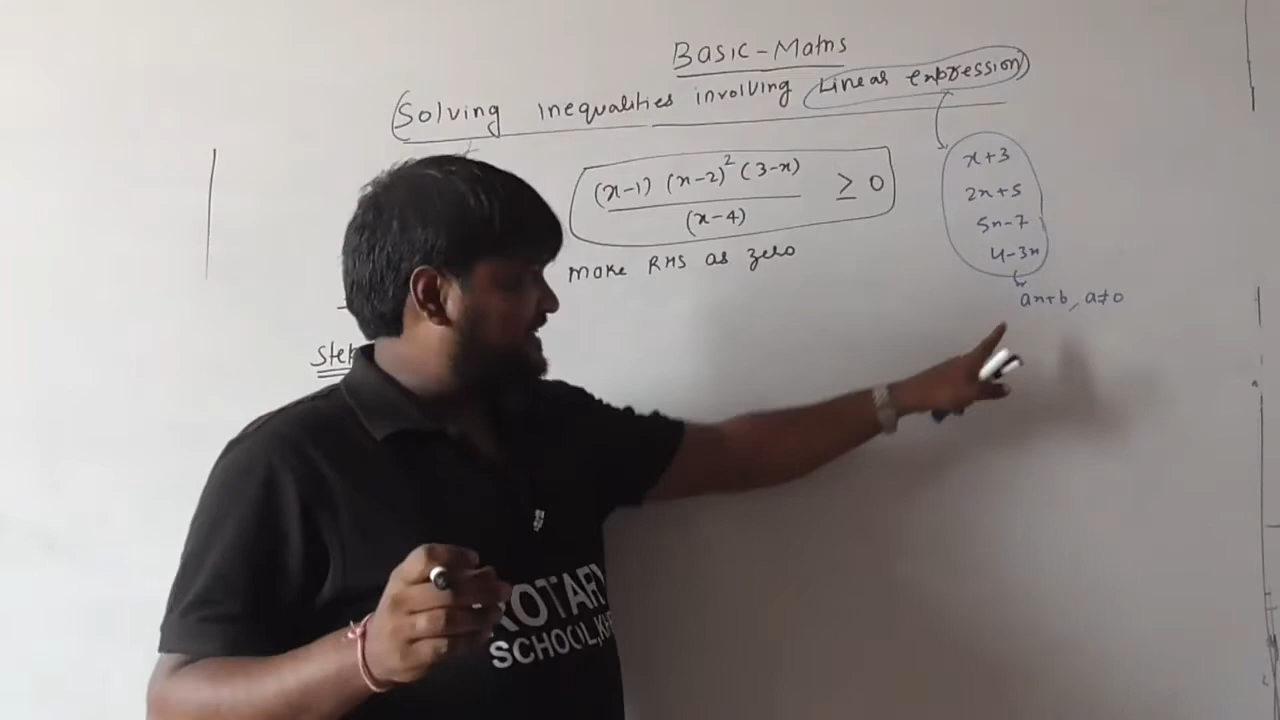 Basic-Maths
(Solving inequalities involving Linear expression)
(x-1) (x-2)² (3-x)
(x-4)
≥ 0
make RHS as zero
x+3
2x+5
5x-7
4-3x
ax+b, a≠0
Step
ROTARY
SCHOOL,